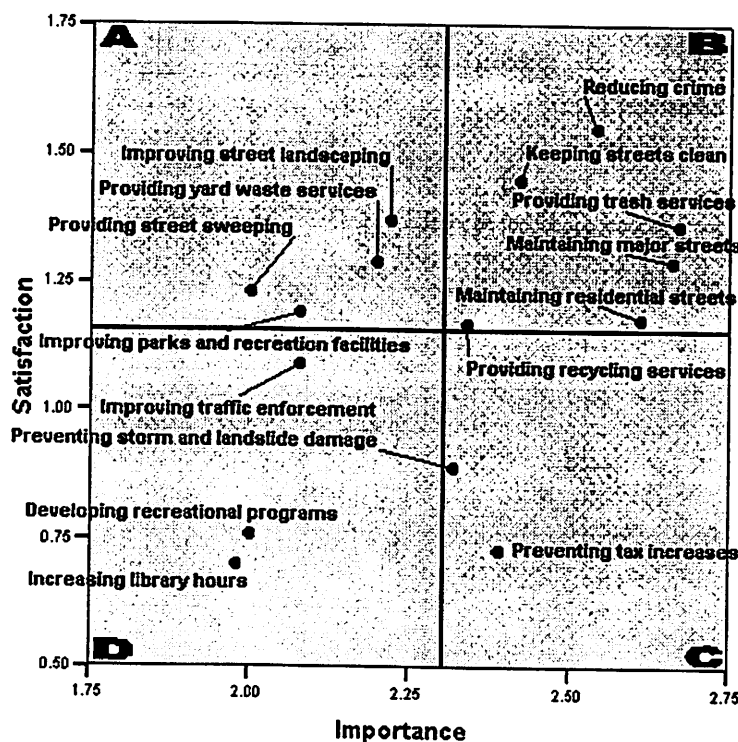 1.75
A
B
Reducing crime
1.50
Improving street landscaping
Keeping streets clean
Providing yard waste services
Providing trash services
Providing street sweeping
Maintaining major streets
1.25
Maintaining residential streets
Satisfaction
Improving parks and recreation facilities
Providing recycling services
1.00
Improving traffic enforcement
Preventing storm and landslide damage
Developing recreational programs
0.75
Preventing tax increases
Increasing library hours
D
C
0.50
1.75
2.00
2.25
2.50
2.75
Importance